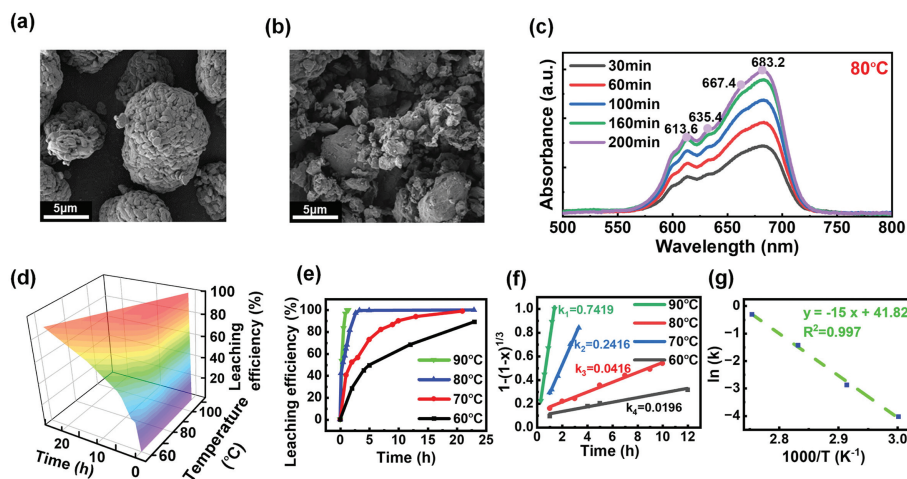 (a)
5μm
(b)
5μm
(c)
30min
60min
100min
160min
200min
613.6
635.4
667.4
683.2
80°C
Absorbance (a.u.)
500 550 600 650 700 750 800
Wavelength (nm)
(d)
100
80
60
40
20
Leaching
efficiency (%)
20
10
0
Time (h)
60
80
100
Temperature
(°C)
(e)
100
80
60
40
20
0
Leaching efficiency (%)
90°C
80°C
70°C
60°C
0 5 10 15 20 25
Time (h)
(f)
1.0
0.8
0.6
0.4
0.2
0.0
1-(1-x)1/3
k1=0.7419
k2=0.2416
k3=0.0416
k4=0.0196
90°C
80°C
70°C
60°C
0 2 4 6 8 10 12
Time (h)
(g)
0
-1
-2
-3
-4
ln (k)
y = -15 x + 41.82
R2=0.997
2.8 2.9 3.0
1000/T (K-1)